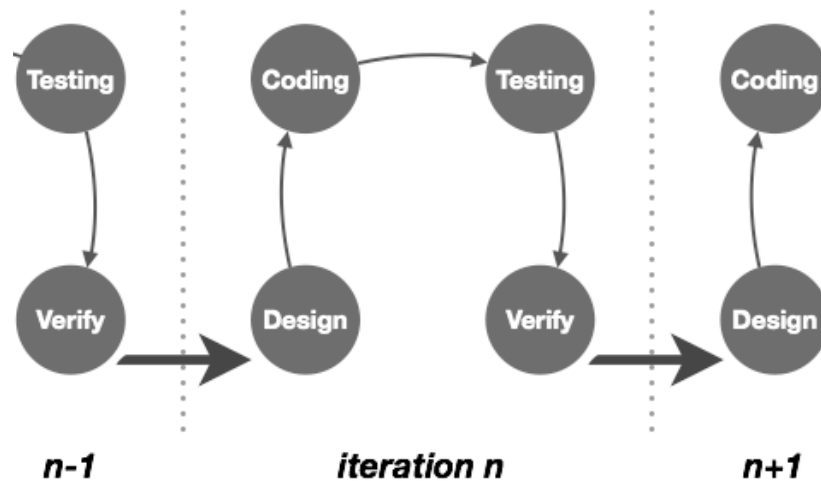 Testing
Coding
Testing
Coding
Verify
Design
Verify
Design
n-1
iteration n
n+1